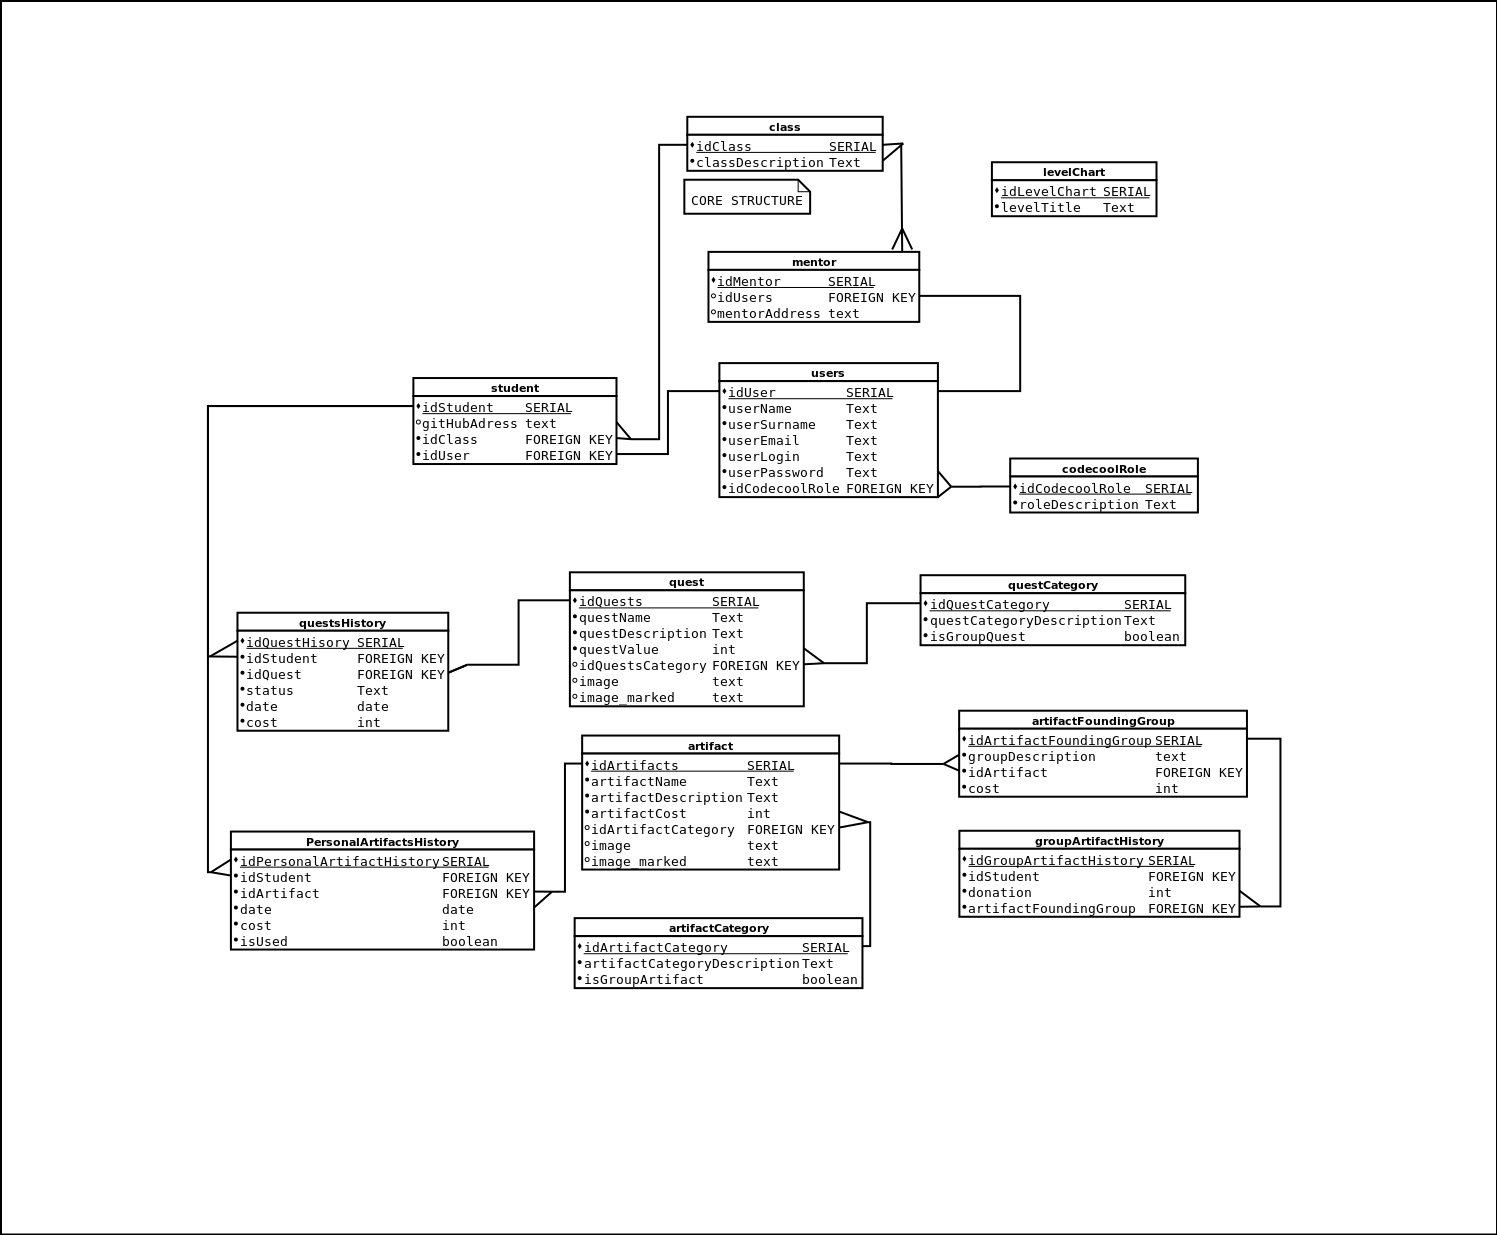 class
idClass SERIAL
classDescription Text
CORE STRUCTURE
levelChart
idLevelChart SERIAL
levelTitle Text
mentor
idMentor SERIAL
idUsers FOREIGN KEY
mentorAddress text
student
idStudent SERIAL
gitHubAdress text
idClass FOREIGN KEY
idUser FOREIGN KEY
users
idUser SERIAL
userName Text
userSurname Text
userEmail Text
userLogin Text
userPassword Text
idCodecoolRole FOREIGN KEY
codecoolRole
idCodecoolRole SERIAL
roleDescription Text
questsHistory
idQuestHisory SERIAL
idStudent FOREIGN KEY
idQuest FOREIGN KEY
status Text
date date
cost int
quest
idQuests SERIAL
questName Text
questDescription Text
questValue int
idQuestsCategory FOREIGN KEY
image text
image_marked text
questCategory
idQuestCategory SERIAL
questCategoryDescription Text
isGroupQuest boolean
artifact
idArtifacts SERIAL
artifactName Text
artifactDescription Text
artifactCost int
idArtifactCategory FOREIGN KEY
image text
image_marked text
artifactFoundingGroup
idArtifactFoundingGroup SERIAL
groupDescription text
idArtifact FOREIGN KEY
cost int
PersonalArtifactsHistory
idPersonalArtifactHistory SERIAL
idStudent FOREIGN KEY
idArtifact FOREIGN KEY
date date
cost int
isUsed boolean
groupArtifactHistory
idGroupArtifactHistory SERIAL
idStudent FOREIGN KEY
donation int
artifactFoundingGroup FOREIGN KEY
artifactCategory
idArtifactCategory SERIAL
artifactCategoryDescription Text
isGroupArtifact boolean